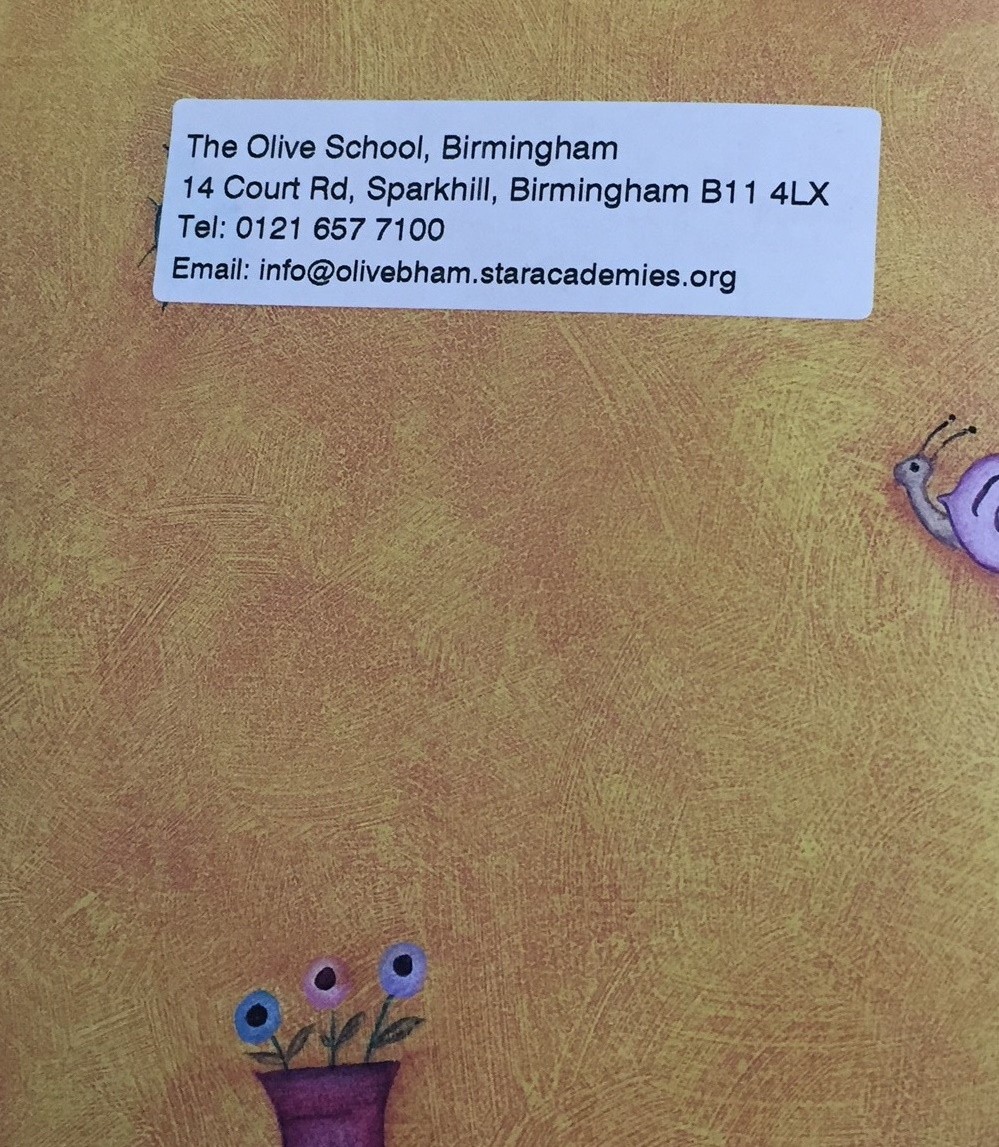 The Olive School, Birmingham
14 Court Rd, Sparkhill, Birmingham B11 4LX
Tel: 0121 657 7100
Email: info@olivebham.staracademies.org